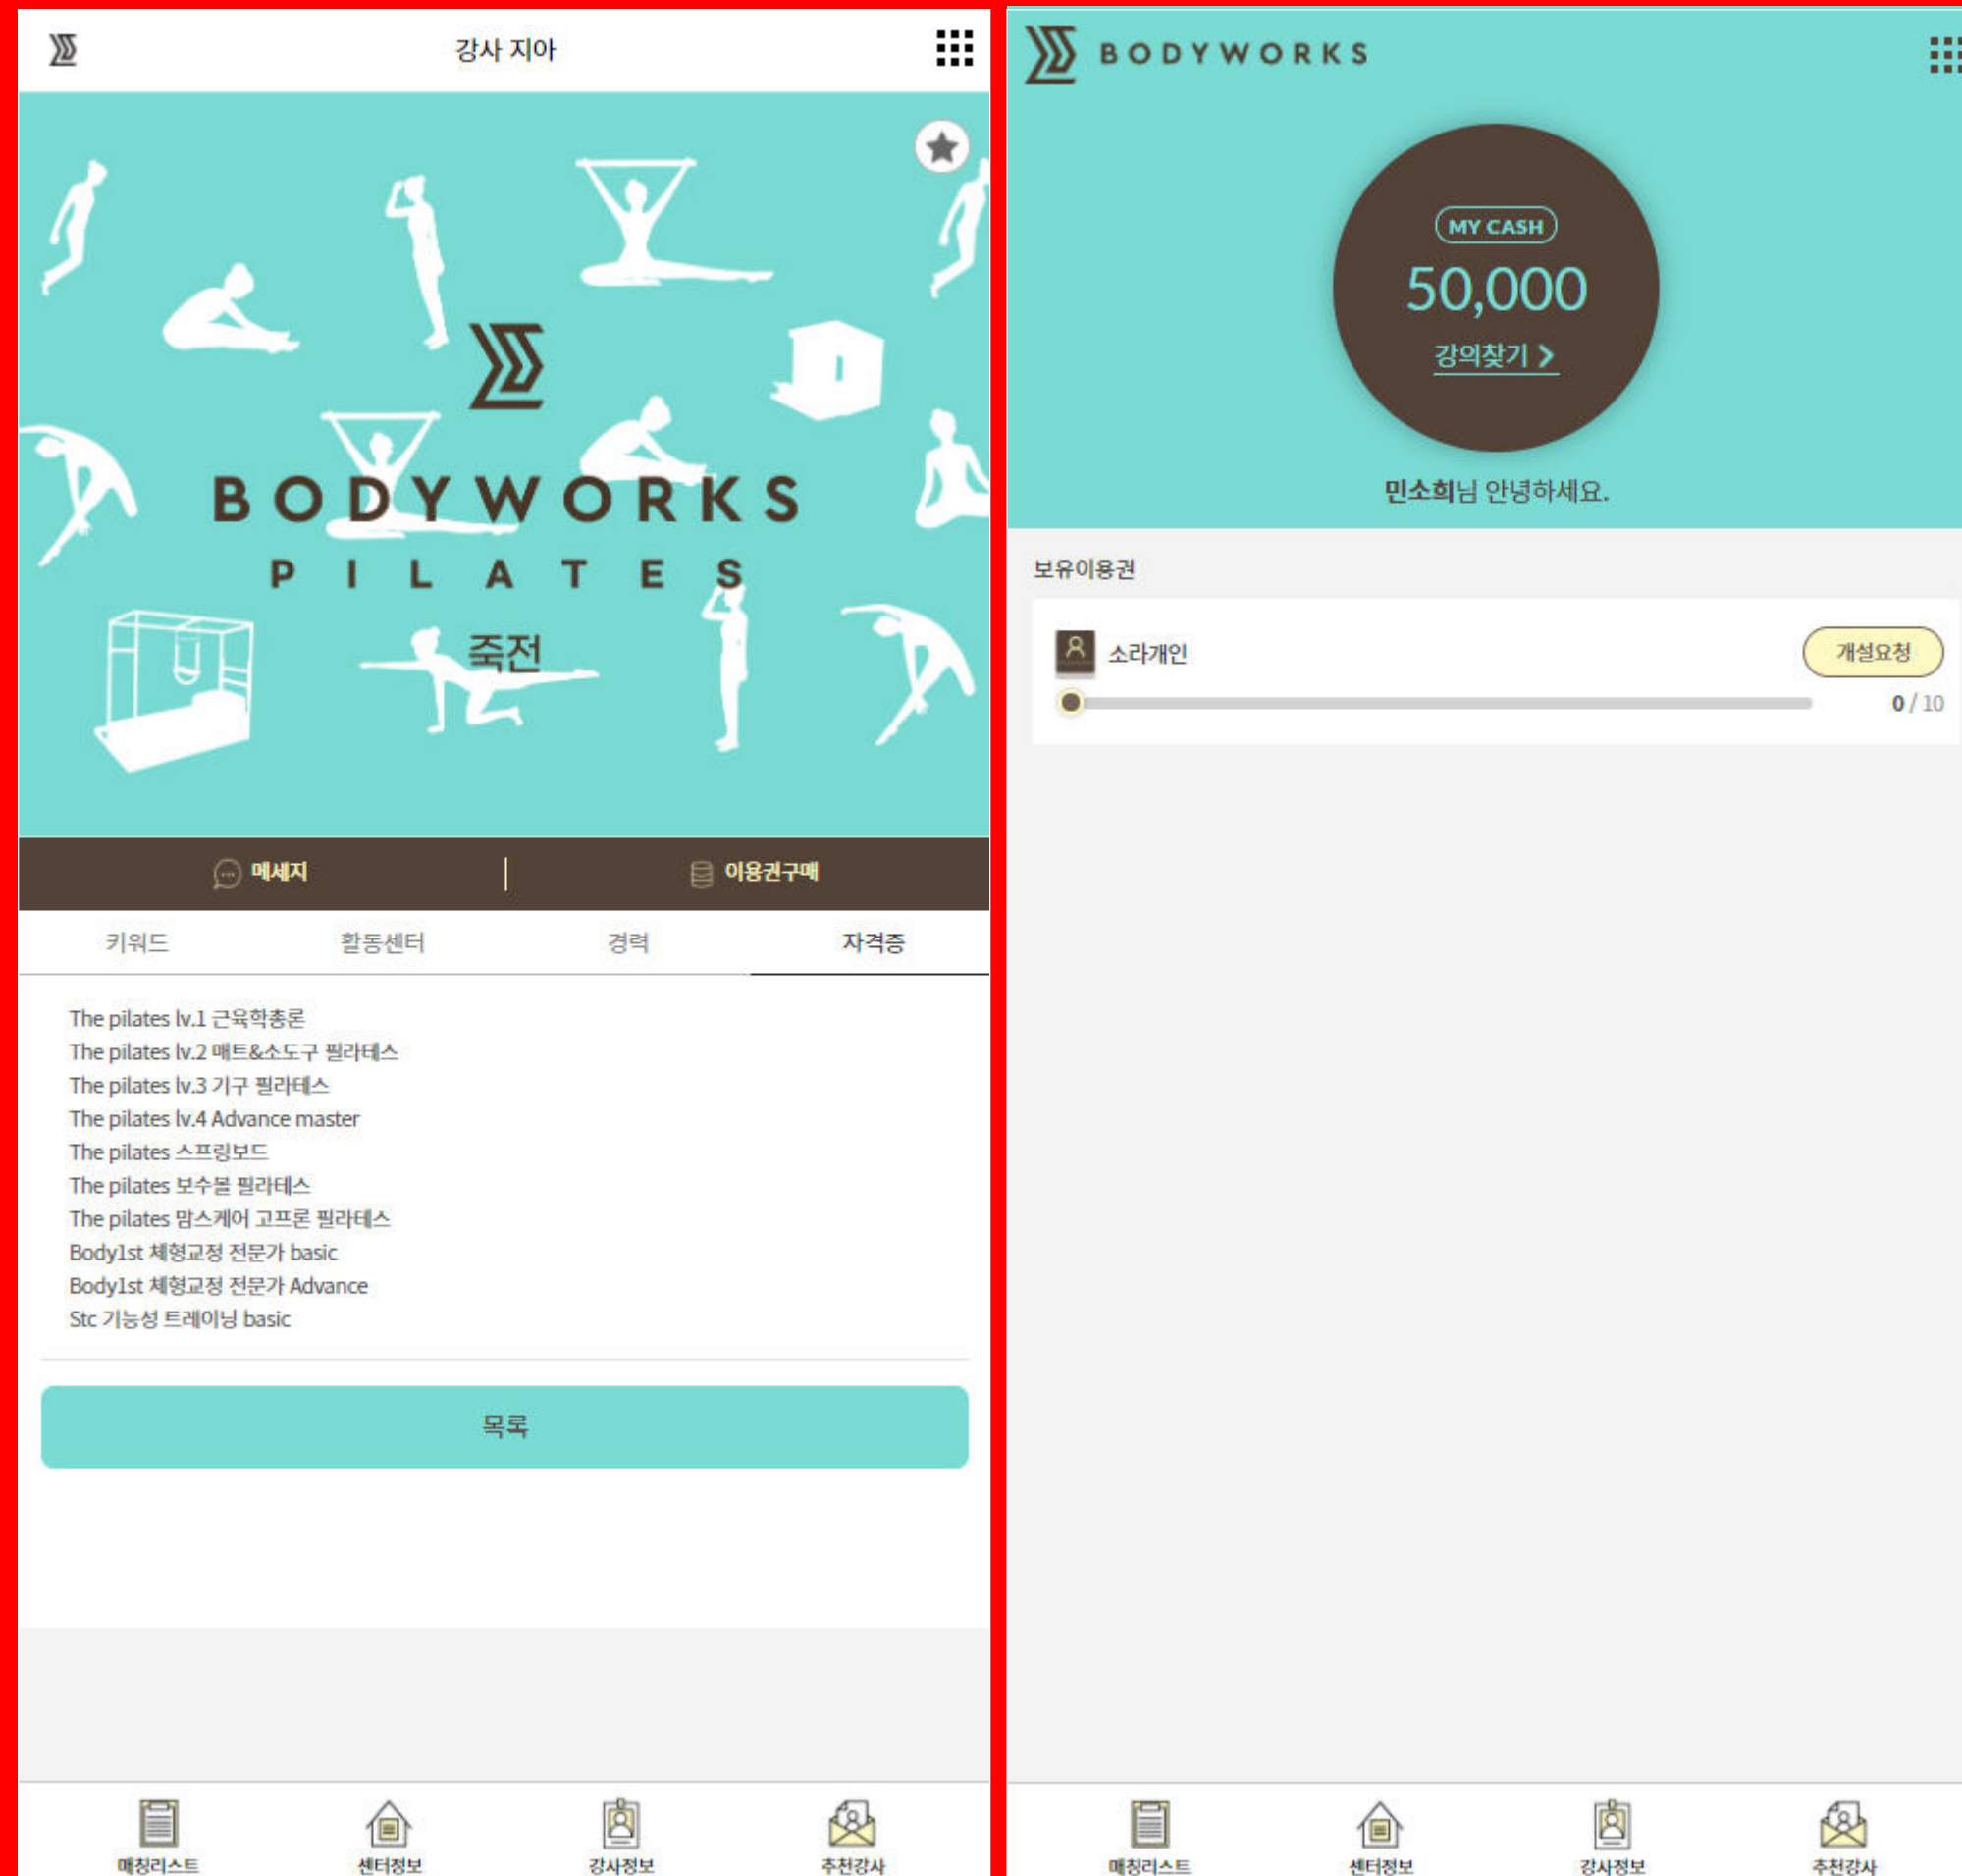 강사 지아
BODYWORKS
PILATES
죽전
메세지
이용권구매
키워드
활동센터
경력
자격증
The pilates lv.1 근육학총론
The pilates lv.2 매트&소도구 필라테스
The pilates lv.3 기구 필라테스
The pilates lv.4 Advance master
The pilates 스프링보드
The pilates 보수볼 필라테스
The pilates 맘스케어 고프론 필라테스
Body1st 체형교정 전문가 basic
Body1st 체형교정 전문가 Advance
Stc 기능성 트레이닝 basic
목록
매칭리스트
센터정보
강사정보
추천강사
BODYWORKS
MY CASH
50,000
강의찾기
민소희님 안녕하세요.
보유이용권
소라개인
개설요청
0 / 10
매칭리스트
센터정보
강사정보
추천강사